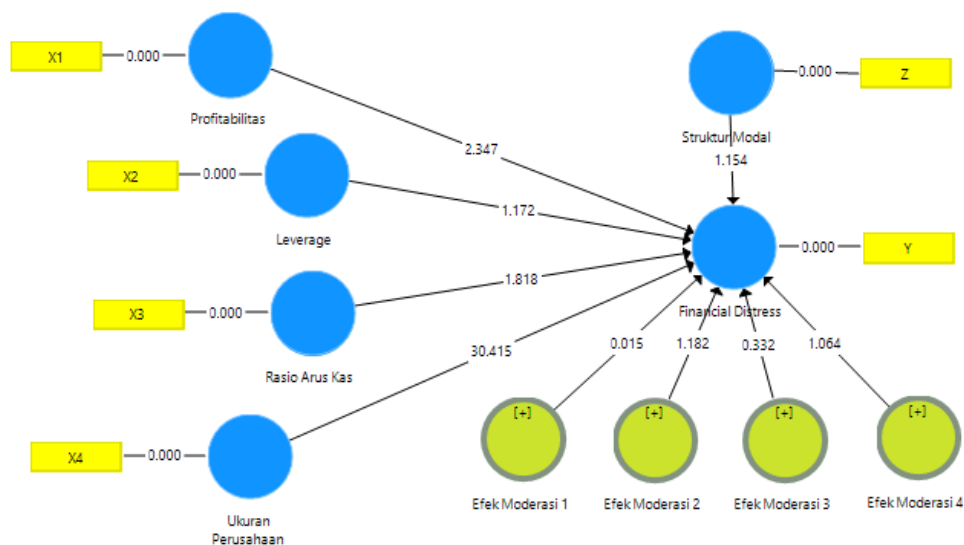 X1
0.000
Profitabilitas
Z
0.000
Struktur Modal
2.347
1.154
X2
0.000
Leverage
1.172
Y
0.000
Financial Distress
X3
0.000
Rasio Arus Kas
1.818
30.415
0.015
1.182
0.332
1.064
X4
0.000
Ukuran
Perusahaan
[+]
[+]
[+]
[+]
Efek Moderasi 1
Efek Moderasi 2
Efek Moderasi 3
Efek Moderasi 4